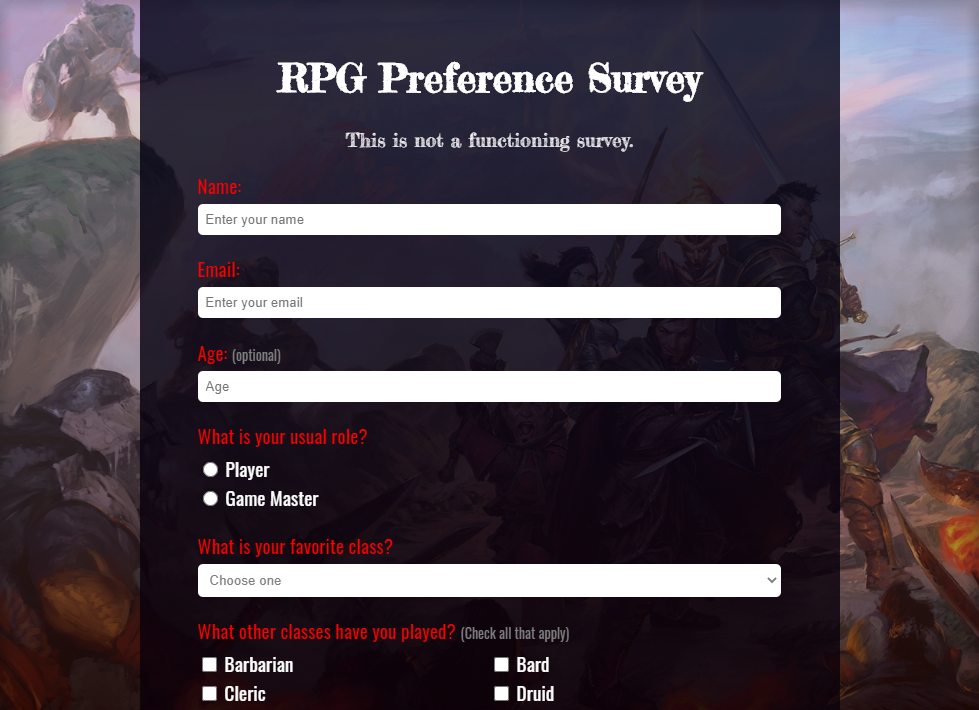 RPG Preference Survey
This is not a functioning survey.
Name:
Enter your name
Email:
Enter your email
Age: (optional)
Age
What is your usual role?
Player
Game Master
What is your favorite class?
Choose one
What other classes have you played? (Check all that apply)
Barbarian Bard
Cleric Druid